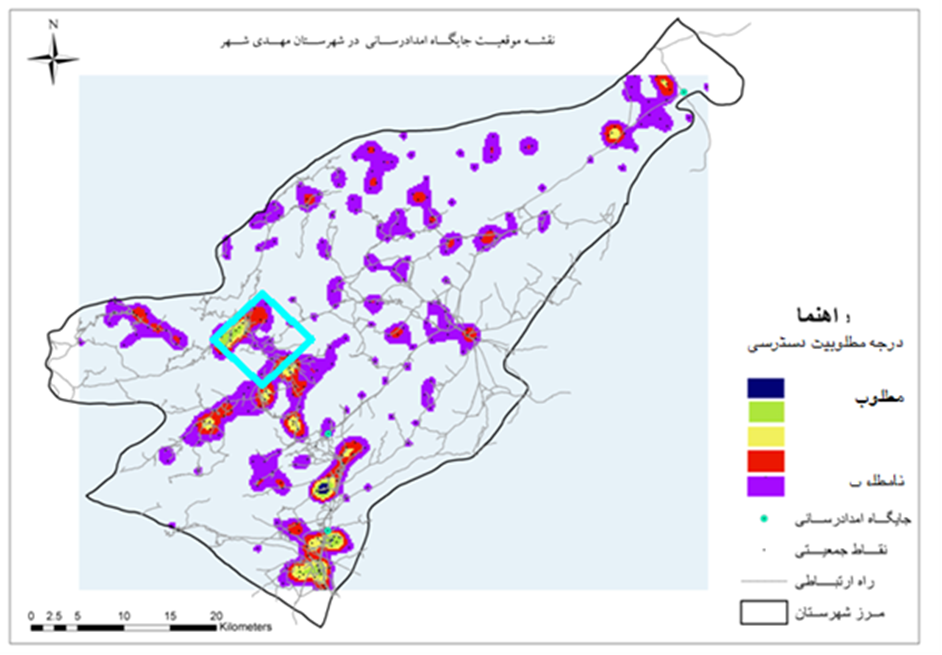 N
نقشه موقعیت جایگاه امدادرسانی در شهرستان مهدی شهر
راهنما
درجه مطلوبیت دسترسی
مطلوب
نامطلوب
جایگاه امدادرسانی
نقاط جمعیتی
راه ارتباطی
مرز شهرستان
0 2.5 5 10 15 20
Kilometers